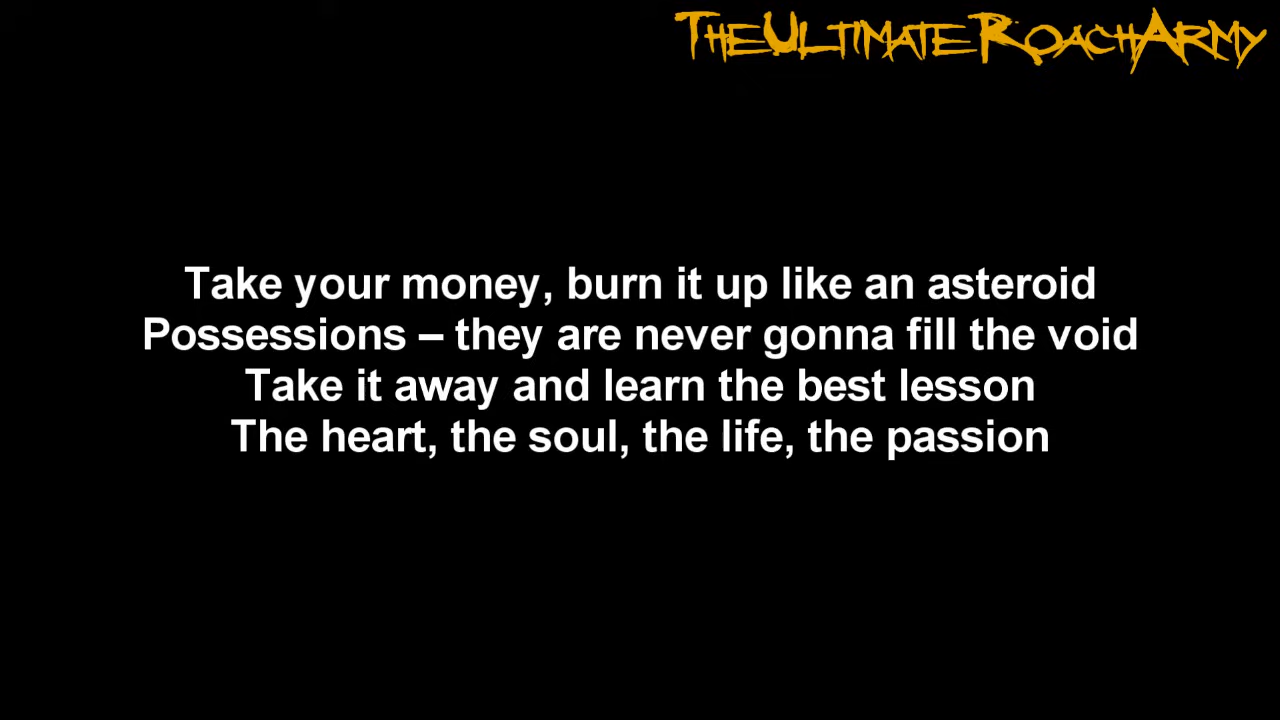 TheUltimateRoachArmy
Take your money, burn it up like an asteroid
Possessions – they are never gonna fill the void
Take it away and learn the best lesson
The heart, the soul, the life, the passion